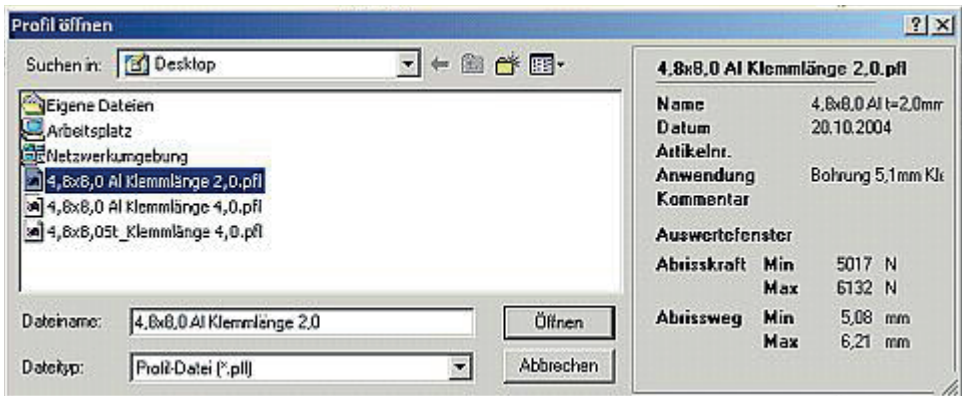 Profil öffnen
Suchen in: Desktop
Eigene Dateien
Arbeitsplatz
Netzwerkumgebung
4,8x8,0 Al Klemmlänge 2,0.pfl
4,8x8,0 Al Klemmlänge 4,0.pfl
4,8x8,0St_Klemmlänge 4,0.pfl
Dateiname: 4,8x8,0 Al Klemmlänge 2,0 Öffnen
Dateityp: Profil-Datei (*.pfl) Abbrechen
4,8x8,0 Al Klemmlänge 2,0.pfl
Name 4,8x8,0 Al t=2,0mm
Datum 20.10.2004
Artikelnr.
Anwendung Bohrung 5,1mm Kle
Kommentar
Auswertefenster
Abrisskraft Min 5017 N
Max 6132 N
Abrissweg Min 5,08 mm
Max 6,21 mm